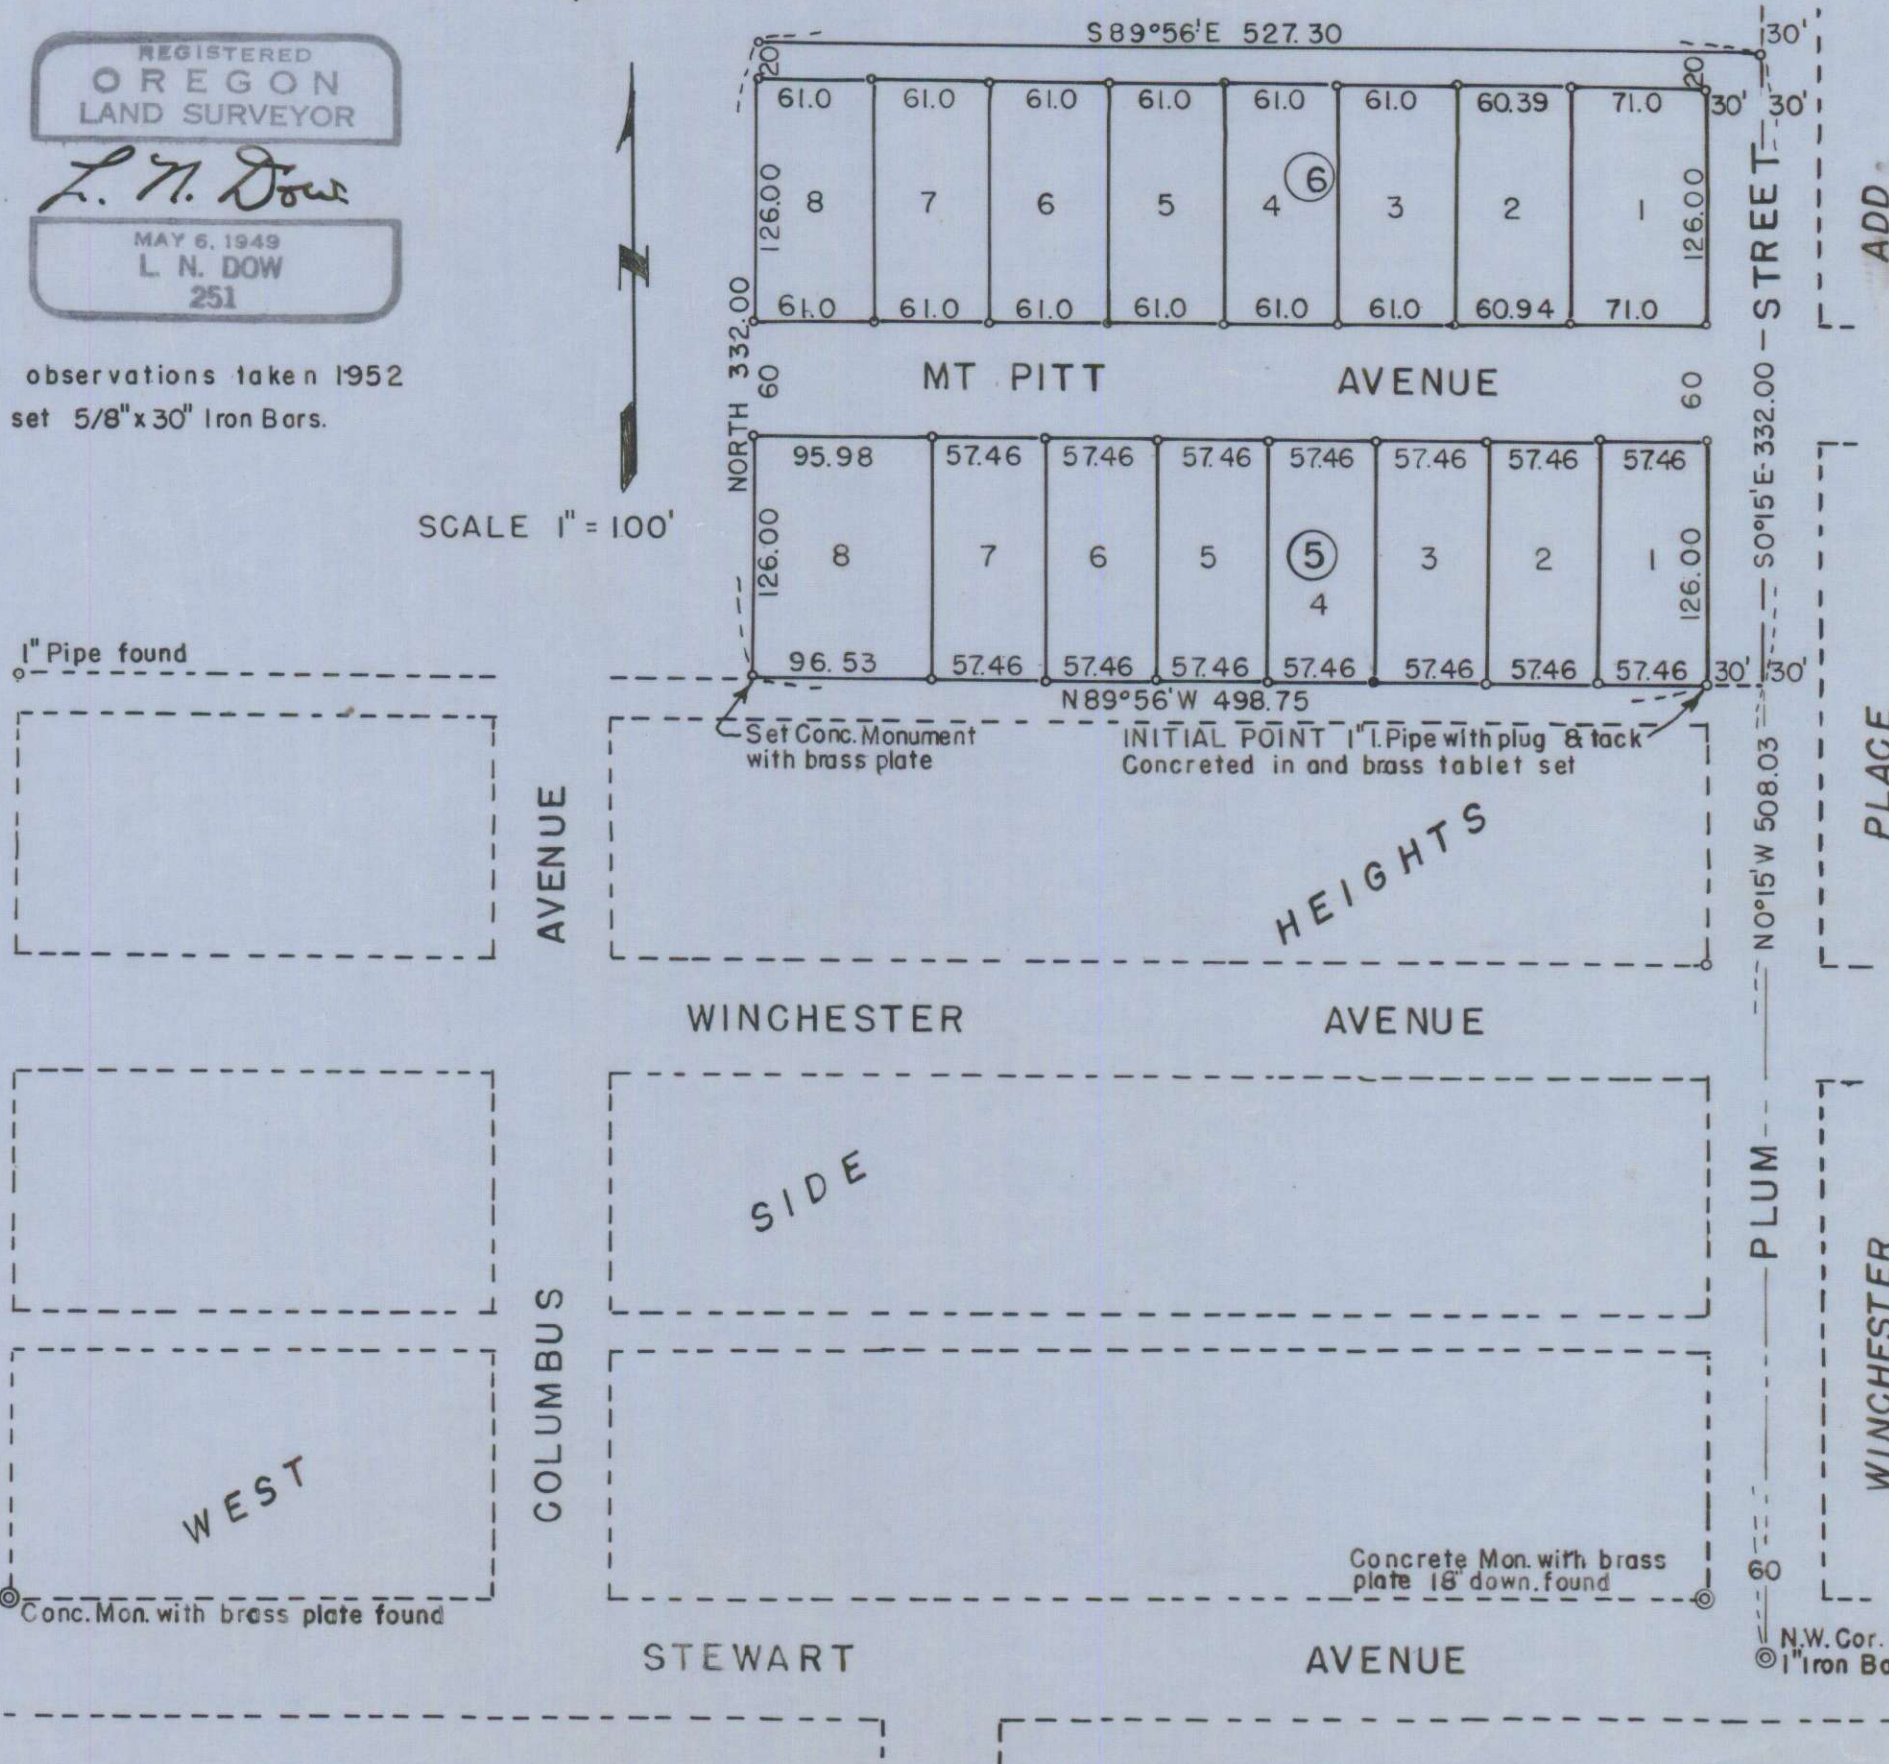 REGISTERED
OREGON
LAND SURVEYOR
L. N. Dow
MAY 6, 1949
L. N. DOW
251
observations taken 1952
set 5/8"x 30" Iron Bars.
SCALE 1" = 100'
N
S 89°56'E 527.30
30'
20
20
61.0 61.0 61.0 61.0 61.0 61.0 60.39 71.0
30' 30'
126.00
8 7 6 5 4 6 3 2 1
126.00
61.0 61.0 61.0 61.0 61.0 61.0 60.94 71.0
NORTH 332.00
60
MT PITT AVENUE
60
95.98 57.46 57.46 57.46 57.46 57.46 57.46 57.46
126.00
8 7 6 5 5 3 2 1
4
126.00
96.53 57.46 57.46 57.46 57.46 57.46 57.46 57.46
30' 30'
N 89°56'W 498.75
S0°15'E 332.00
STREET
ADD.
1" Pipe found
Set Conc. Monument
with brass plate
INITIAL POINT 1" I. Pipe with plug & tack
Concreted in and brass tablet set
N0°15'W 508.03
PLACE
AVENUE
HEIGHTS
WINCHESTER AVENUE
SIDE
PLUM
WINCHESTER
COLUMBUS
WEST
Concrete Mon. with brass
plate 18" down. found
60
Conc. Mon. with brass plate found
STEWART AVENUE
N.W. Cor.
1" Iron Ba